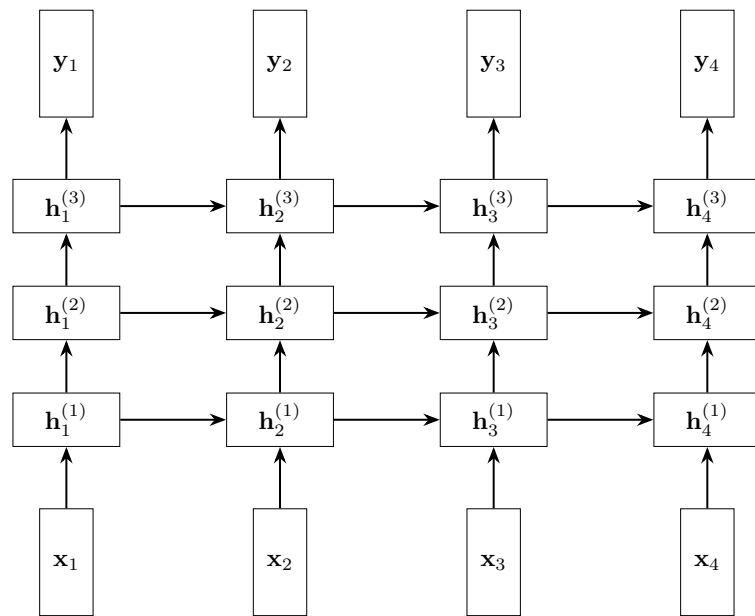 y₁ y₂ y₃ y₄
h₁⁽³⁾ h₂⁽³⁾ h₃⁽³⁾ h₄⁽³⁾
h₁⁽²⁾ h₂⁽²⁾ h₃⁽²⁾ h₄⁽²⁾
h₁⁽¹⁾ h₂⁽¹⁾ h₃⁽¹⁾ h₄⁽¹⁾
x₁ x₂ x₃ x₄